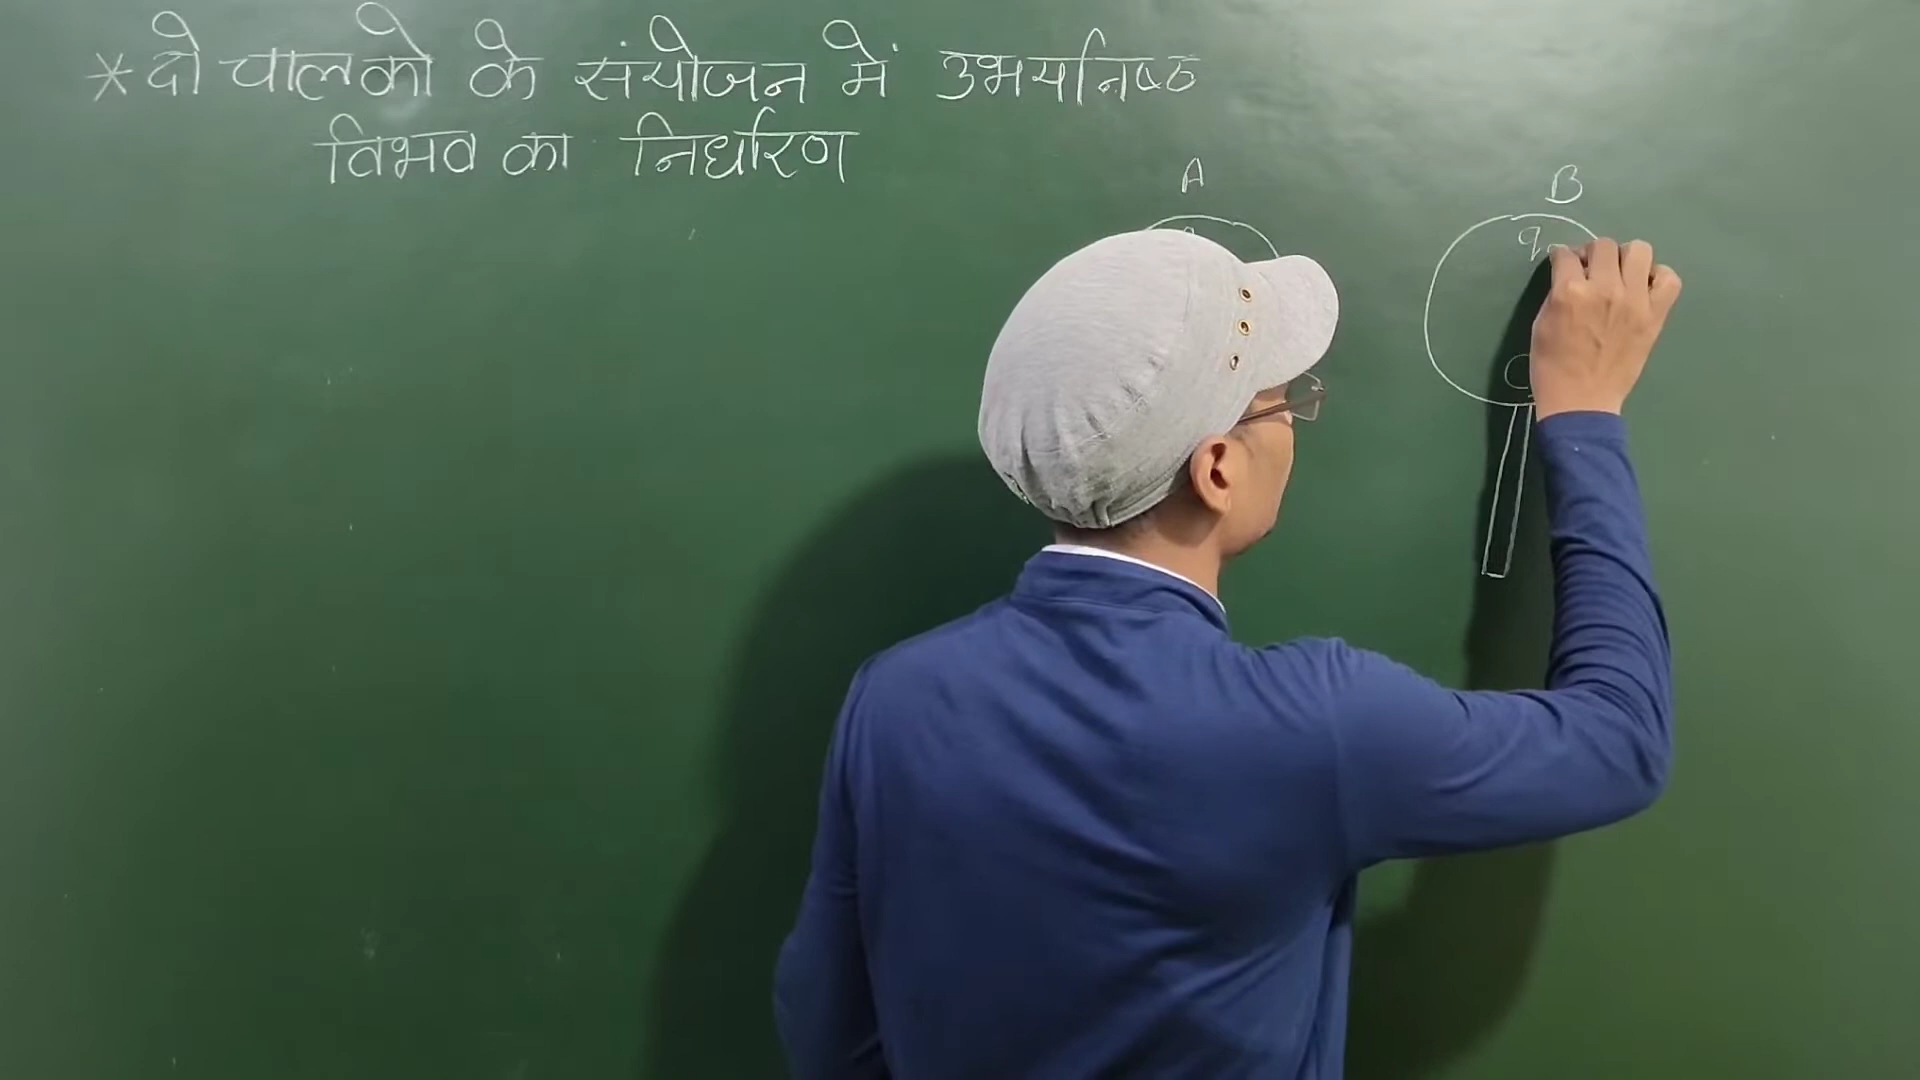 * दो चालको के संयोजन में उभयनिष्ठ
विभव का निर्धारण
A B
q